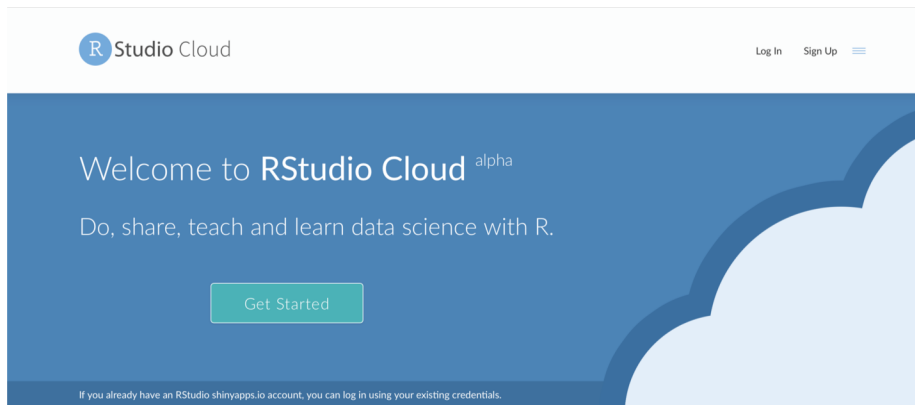 R Studio Cloud
Log In Sign Up
Welcome to RStudio Cloud alpha
Do, share, teach and learn data science with R.
Get Started
If you already have an RStudio shinyapps.io account, you can log in using your existing credentials.